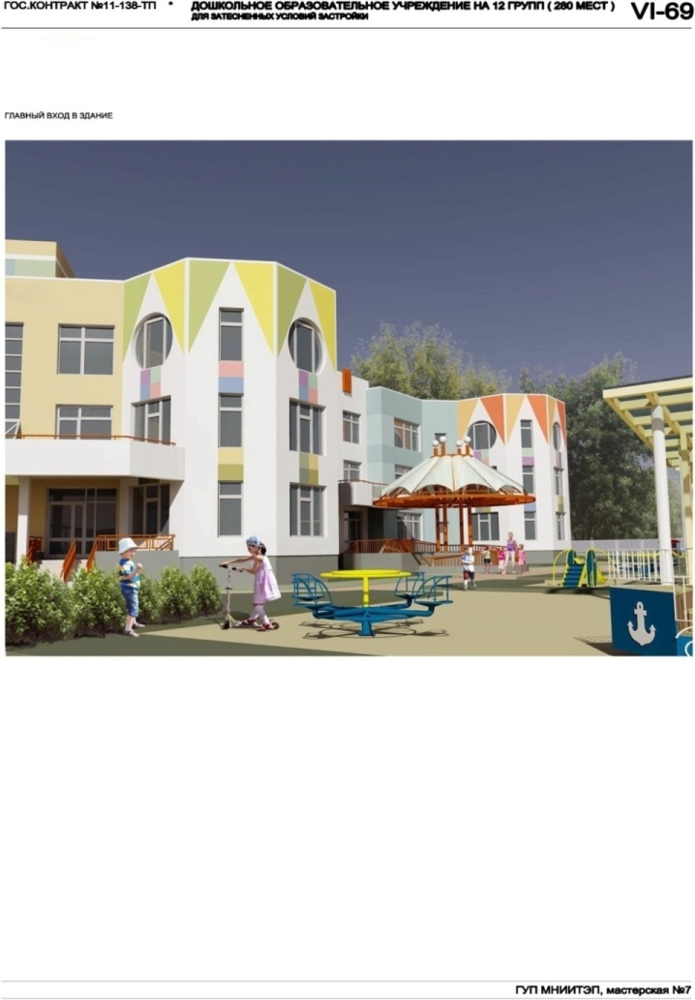 ГОС.КОНТРАКТ №11-138-ТП * ДОШКОЛЬНОЕ ОБРАЗОВАТЕЛЬНОЕ УЧРЕЖДЕНИЕ НА 12 ГРУПП ( 280 МЕСТ ) VI-69
ДЛЯ ЗАТЕСНЕННЫХ УСЛОВИЙ ЗАСТРОЙКИ
ГЛАВНЫЙ ВХОД В ЗДАНИЕ
ГУП МНИИТЭП, мастерская №7